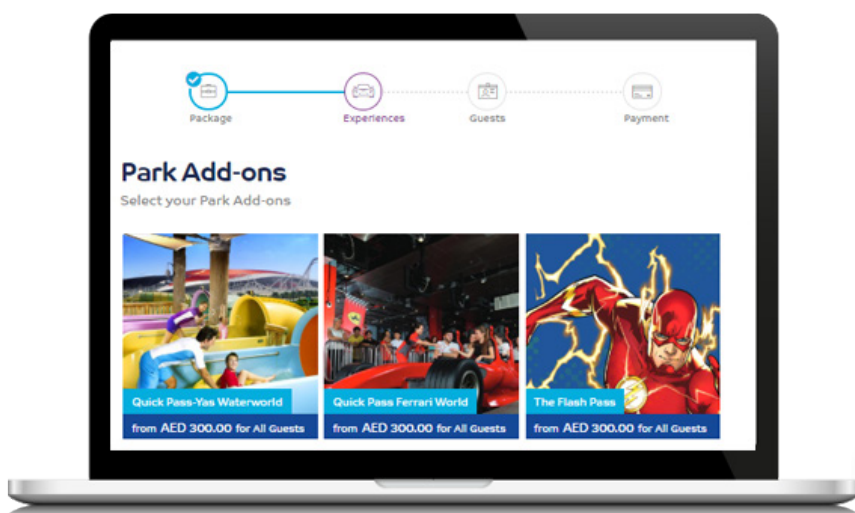 Package
Experiences
Guests
Payment
Park Add-ons
Select your Park Add-ons
Quick Pass-Yas Waterworld
from AED 300.00 for All Guests
Quick Pass Ferrari World
from AED 300.00 for All Guests
The Flash Pass
from AED 300.00 for All Guests